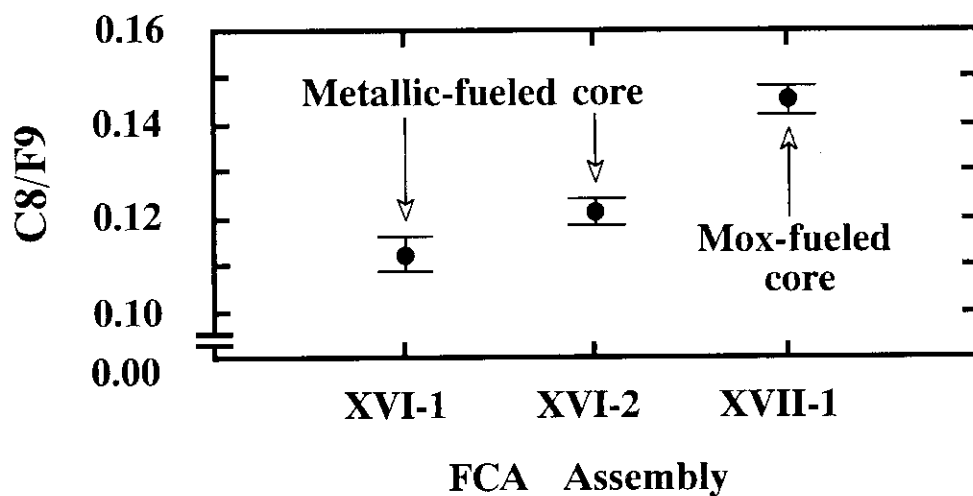 0.16
Metallic-fueled core
0.14
C8/F9
0.12
Mox-fueled
core
0.10
0.00
XVI-1 XVI-2 XVII-1
FCA Assembly